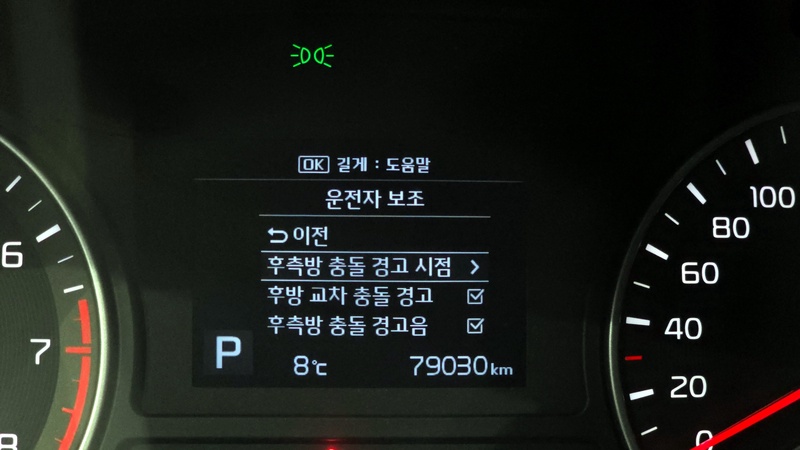 OK 길게 : 도움말
운전자 보조
이전
후측방 충돌 경고 시점
후방 교차 충돌 경고
후측방 충돌 경고음
P
8℃ 79030km
6
7
8
100
80
60
40
20
0